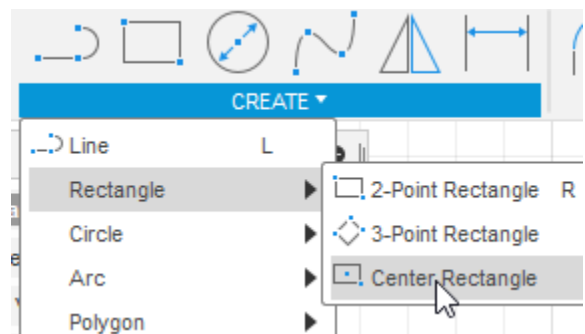 CREATE
Line L
Rectangle
2-Point Rectangle R
Circle
3-Point Rectangle
Arc
Center Rectangle
Polygon